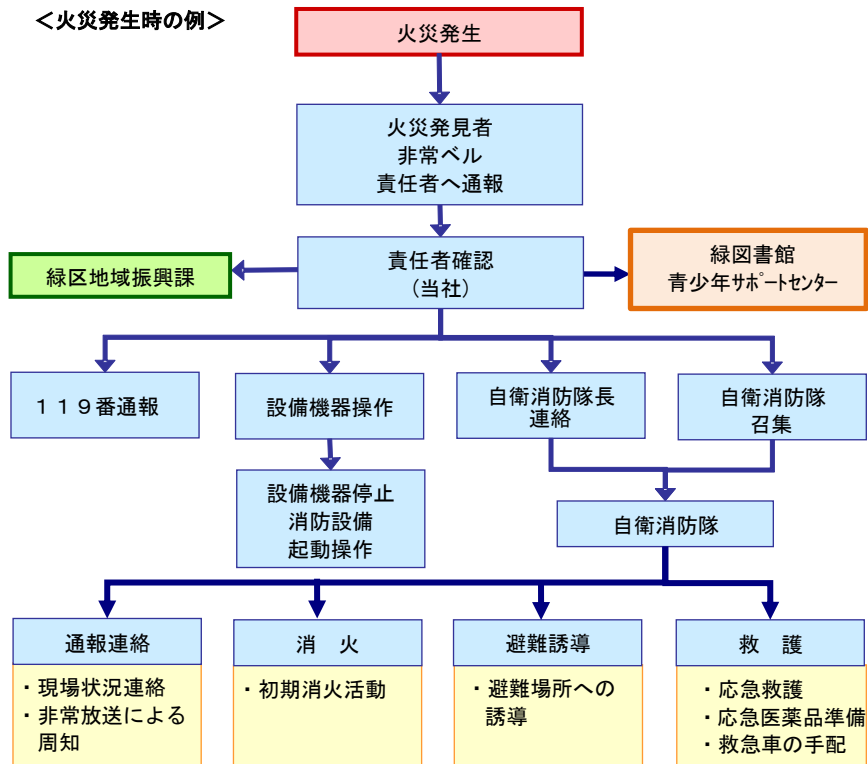 ＜火災発生時の例＞
火災発生
火災発見者
非常ベル
責任者へ通報
緑区地域振興課
責任者確認
(当社)
緑図書館
青少年ｻﾎﾟｰﾄｾﾝﾀｰ
１１９番通報
設備機器操作
自衛消防隊長
連絡
自衛消防隊
召集
設備機器停止
消防設備
起動操作
自衛消防隊
通報連絡
・現場状況連絡
・非常放送による
周知
消　火
・初期消火活動
避難誘導
・避難場所への
誘導
救　護
・応急救護
・応急医薬品準備
・救急車の手配